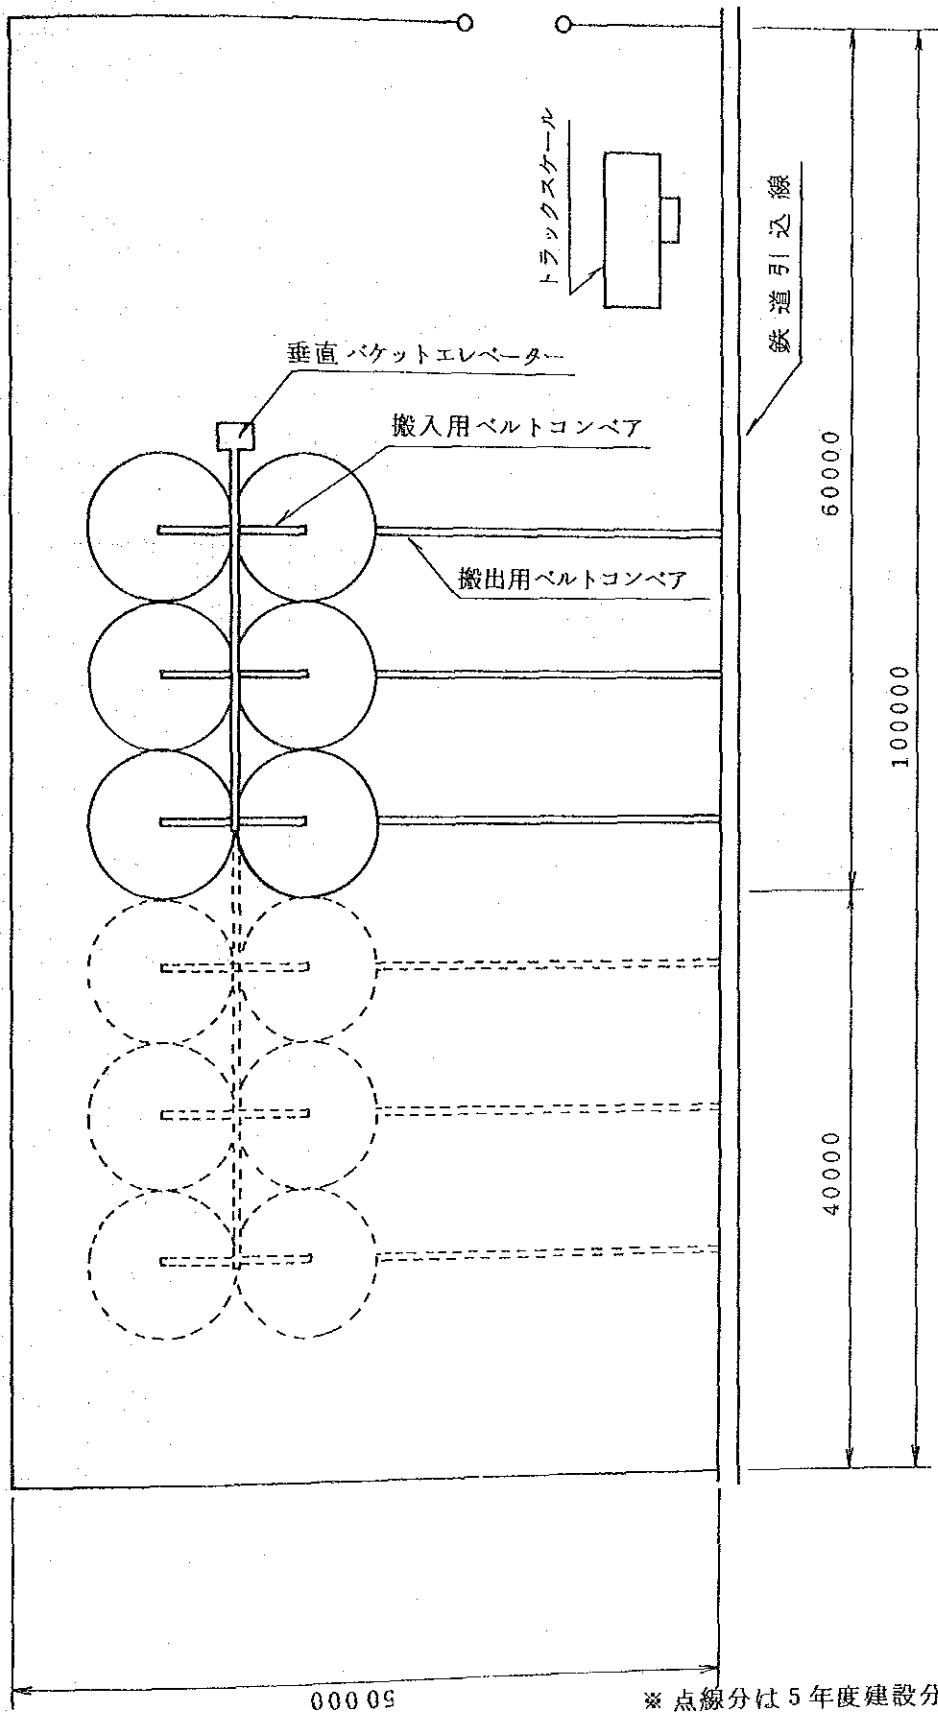 トラックスケール
鉄道引込線
垂直バケットエレベーター
搬入用ベルトコンベア
搬出用ベルトコンベア
60000
100000
40000
50000
※点線分は5年度建設分